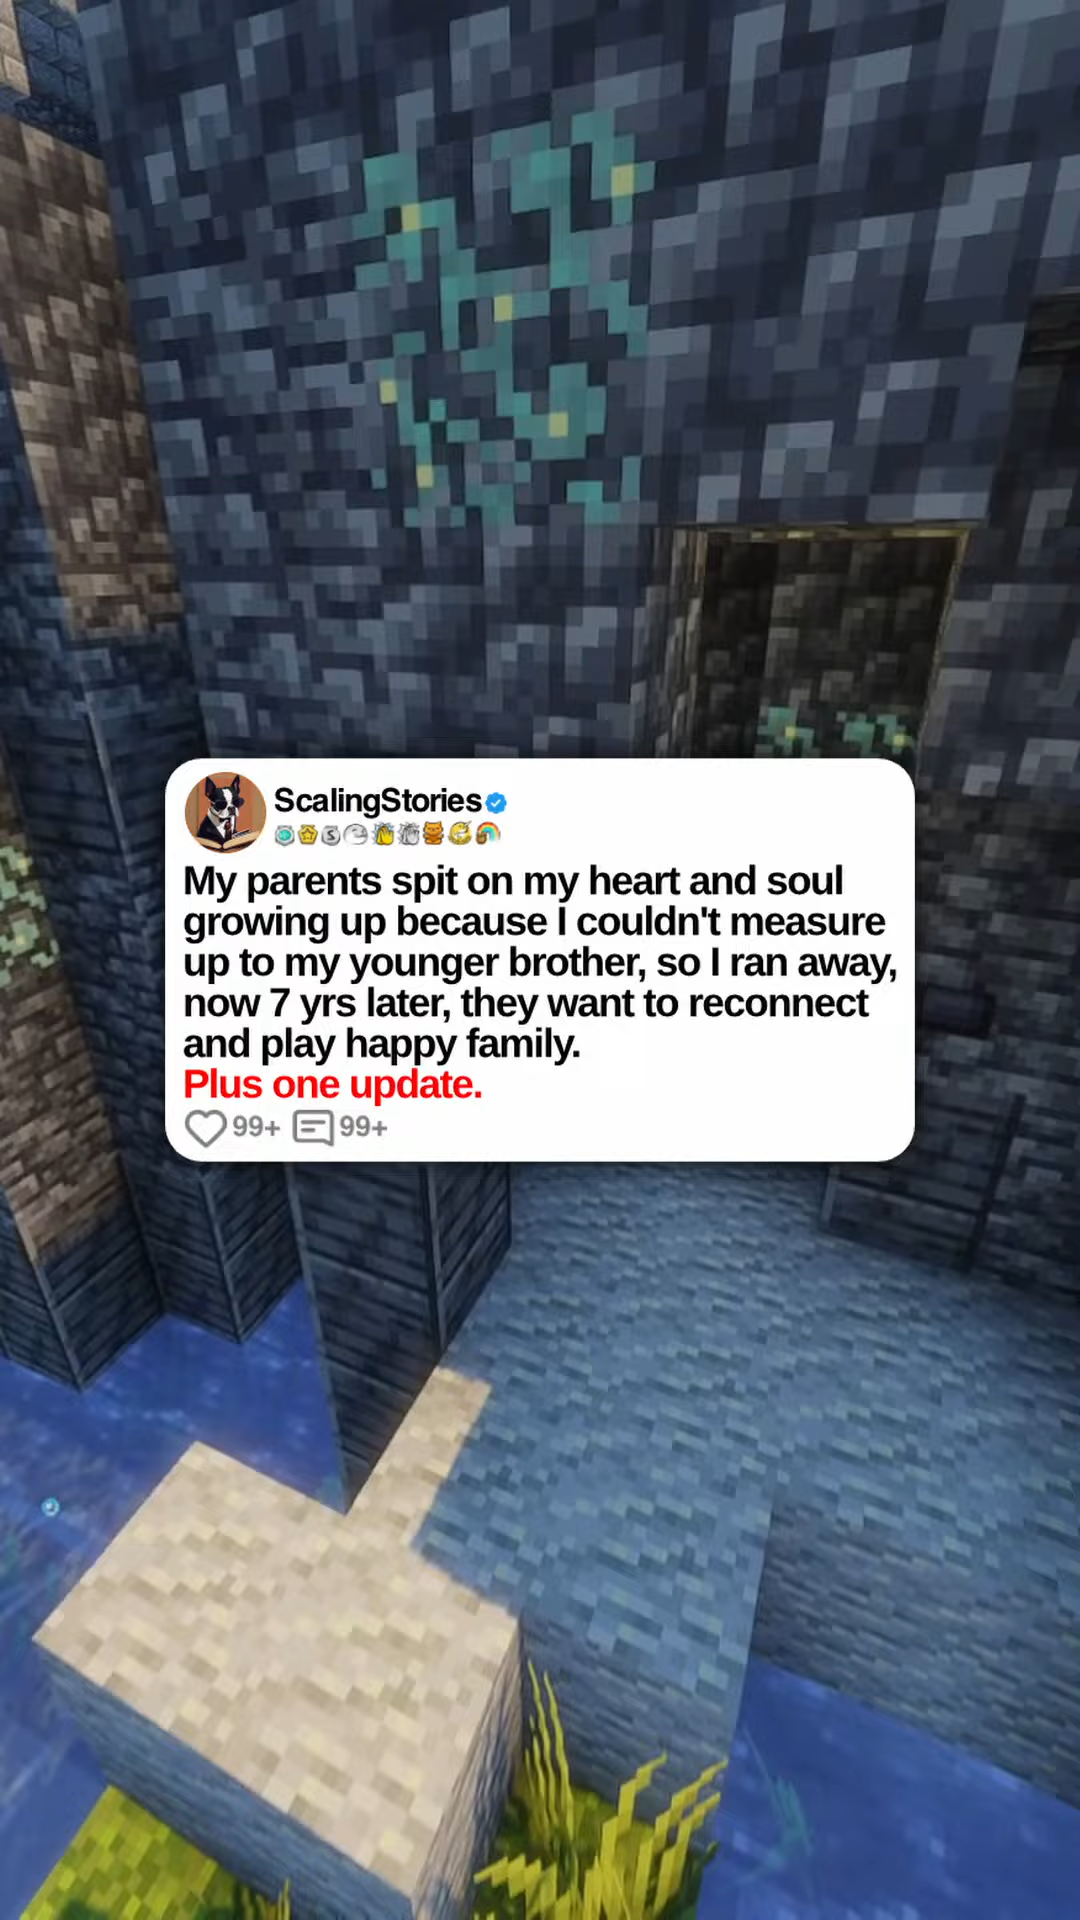 ScalingStories
My parents spit on my heart and soul
growing up because I couldn't measure
up to my younger brother, so I ran away,
now 7 yrs later, they want to reconnect
and play happy family.
Plus one update.
99+ 99+